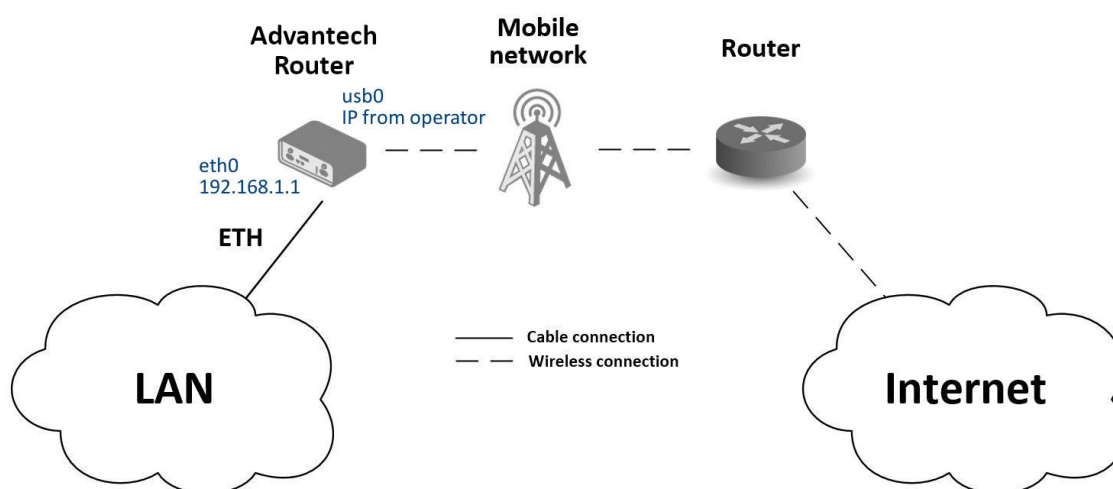 Advantech
Router
Mobile
network
Router
usb0
IP from operator
eth0
192.168.1.1
ETH
Cable connection
Wireless connection
LAN
Internet